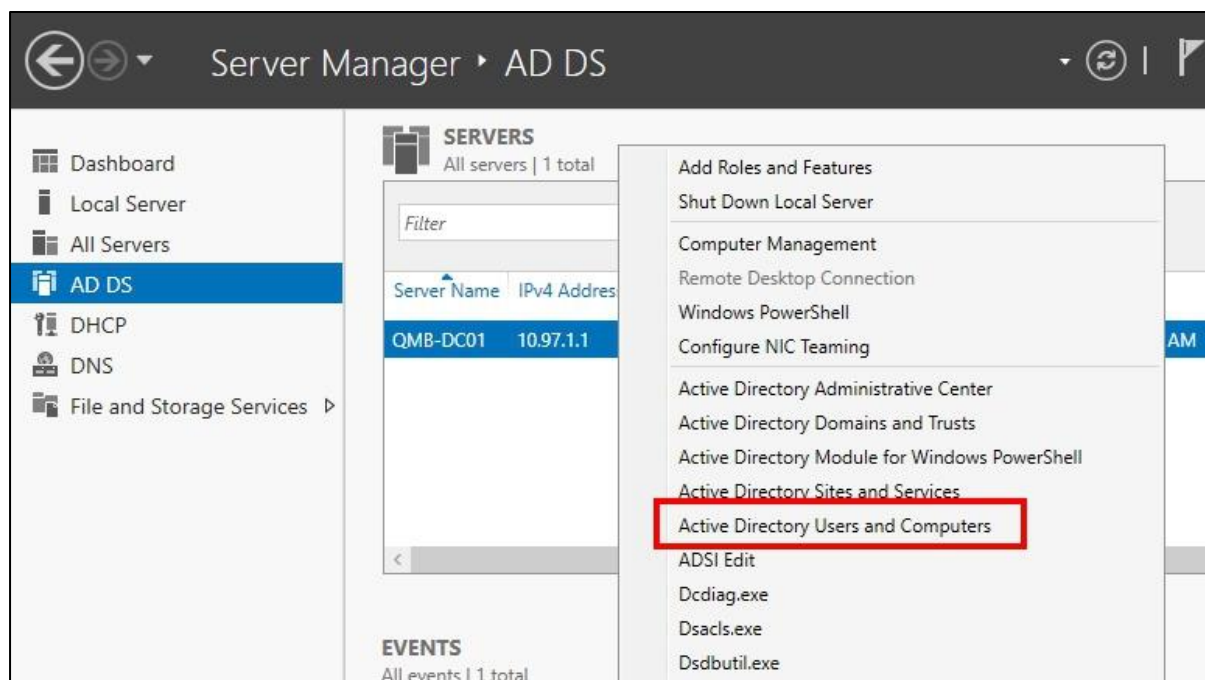 Server Manager ‣ AD DS
Dashboard
Local Server
All Servers
AD DS
DHCP
DNS
File and Storage Services
SERVERS
All servers | 1 total
Filter
Server Name IPv4 Addres
QMB-DC01 10.97.1.1
AM
Add Roles and Features
Shut Down Local Server
Computer Management
Remote Desktop Connection
Windows PowerShell
Configure NIC Teaming
Active Directory Administrative Center
Active Directory Domains and Trusts
Active Directory Module for Windows PowerShell
Active Directory Sites and Services
Active Directory Users and Computers
ADSI Edit
Dcdiag.exe
Dsacls.exe
Dsdbutil.exe
EVENTS
All events | 1 total